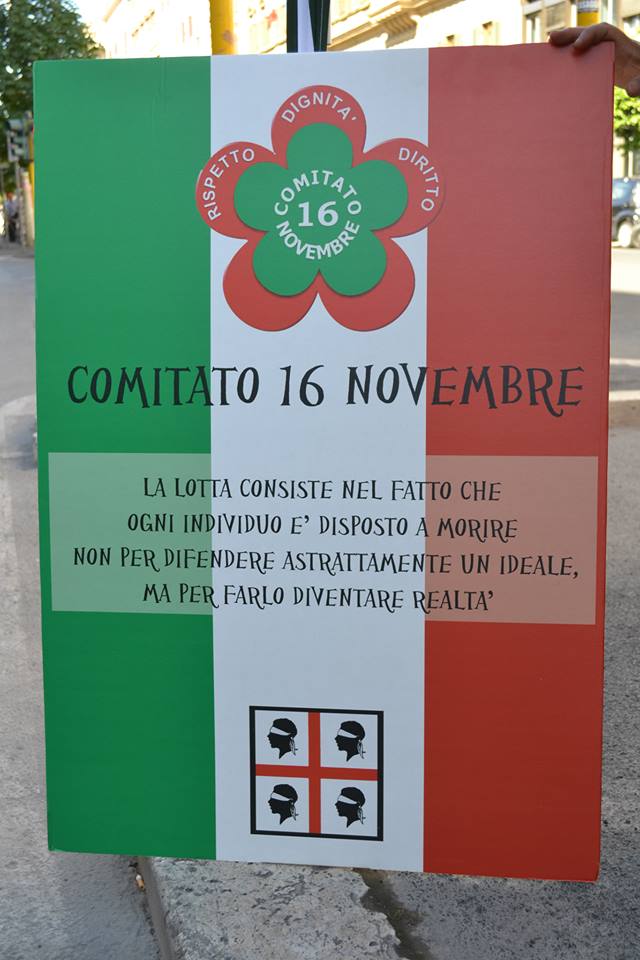 RISPETTO
DIGNITA'
DIRITTO
COMITATO
16
NOVEMBRE
COMITATO 16 NOVEMBRE
LA LOTTA CONSISTE NEL FATTO CHE
OGNI INDIVIDUO E' DISPOSTO A MORIRE
NON PER DIFENDERE ASTRATTAMENTE UN IDEALE,
MA PER FARLO DIVENTARE REALTA'